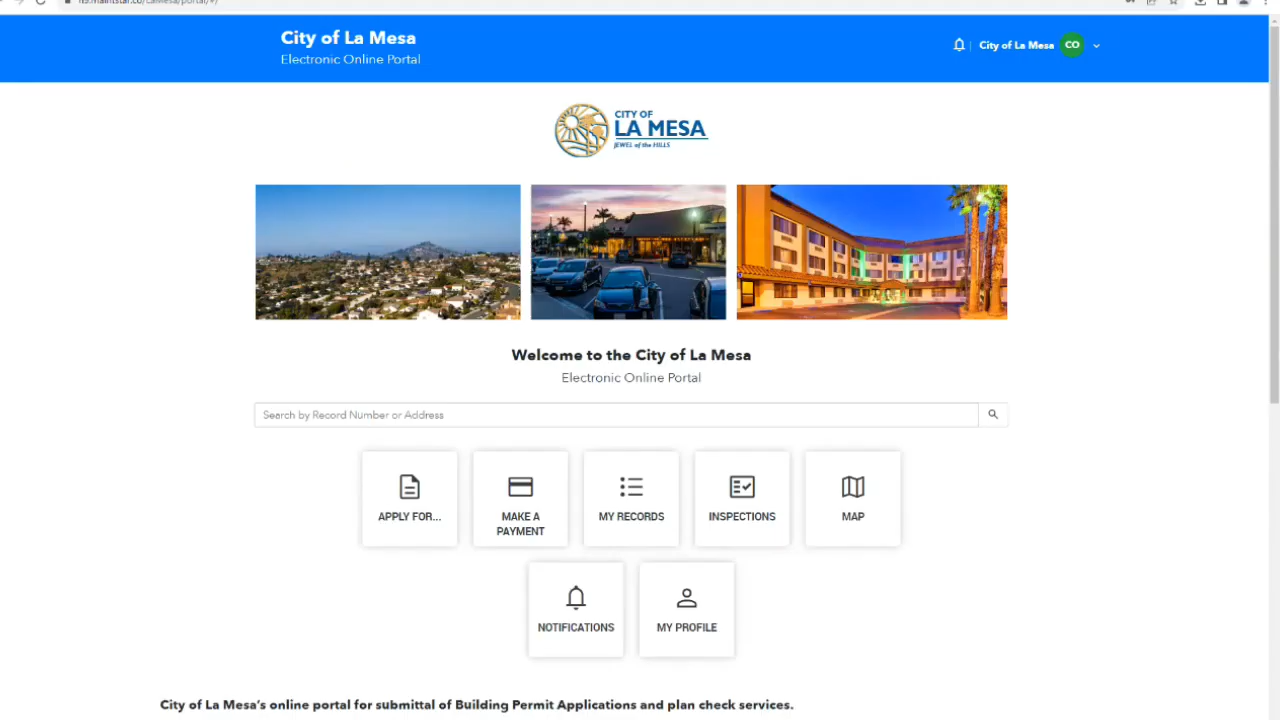 City of La Mesa
Electronic Online Portal
City of La Mesa CO
CITY OF
LA MESA
JEWEL of the HILLS
Welcome to the City of La Mesa
Electronic Online Portal
Search by Record Number or Address
APPLY FOR...
MAKE A
PAYMENT
MY RECORDS
INSPECTIONS
MAP
NOTIFICATIONS
MY PROFILE
City of La Mesa's online portal for submittal of Building Permit Applications and plan check services.